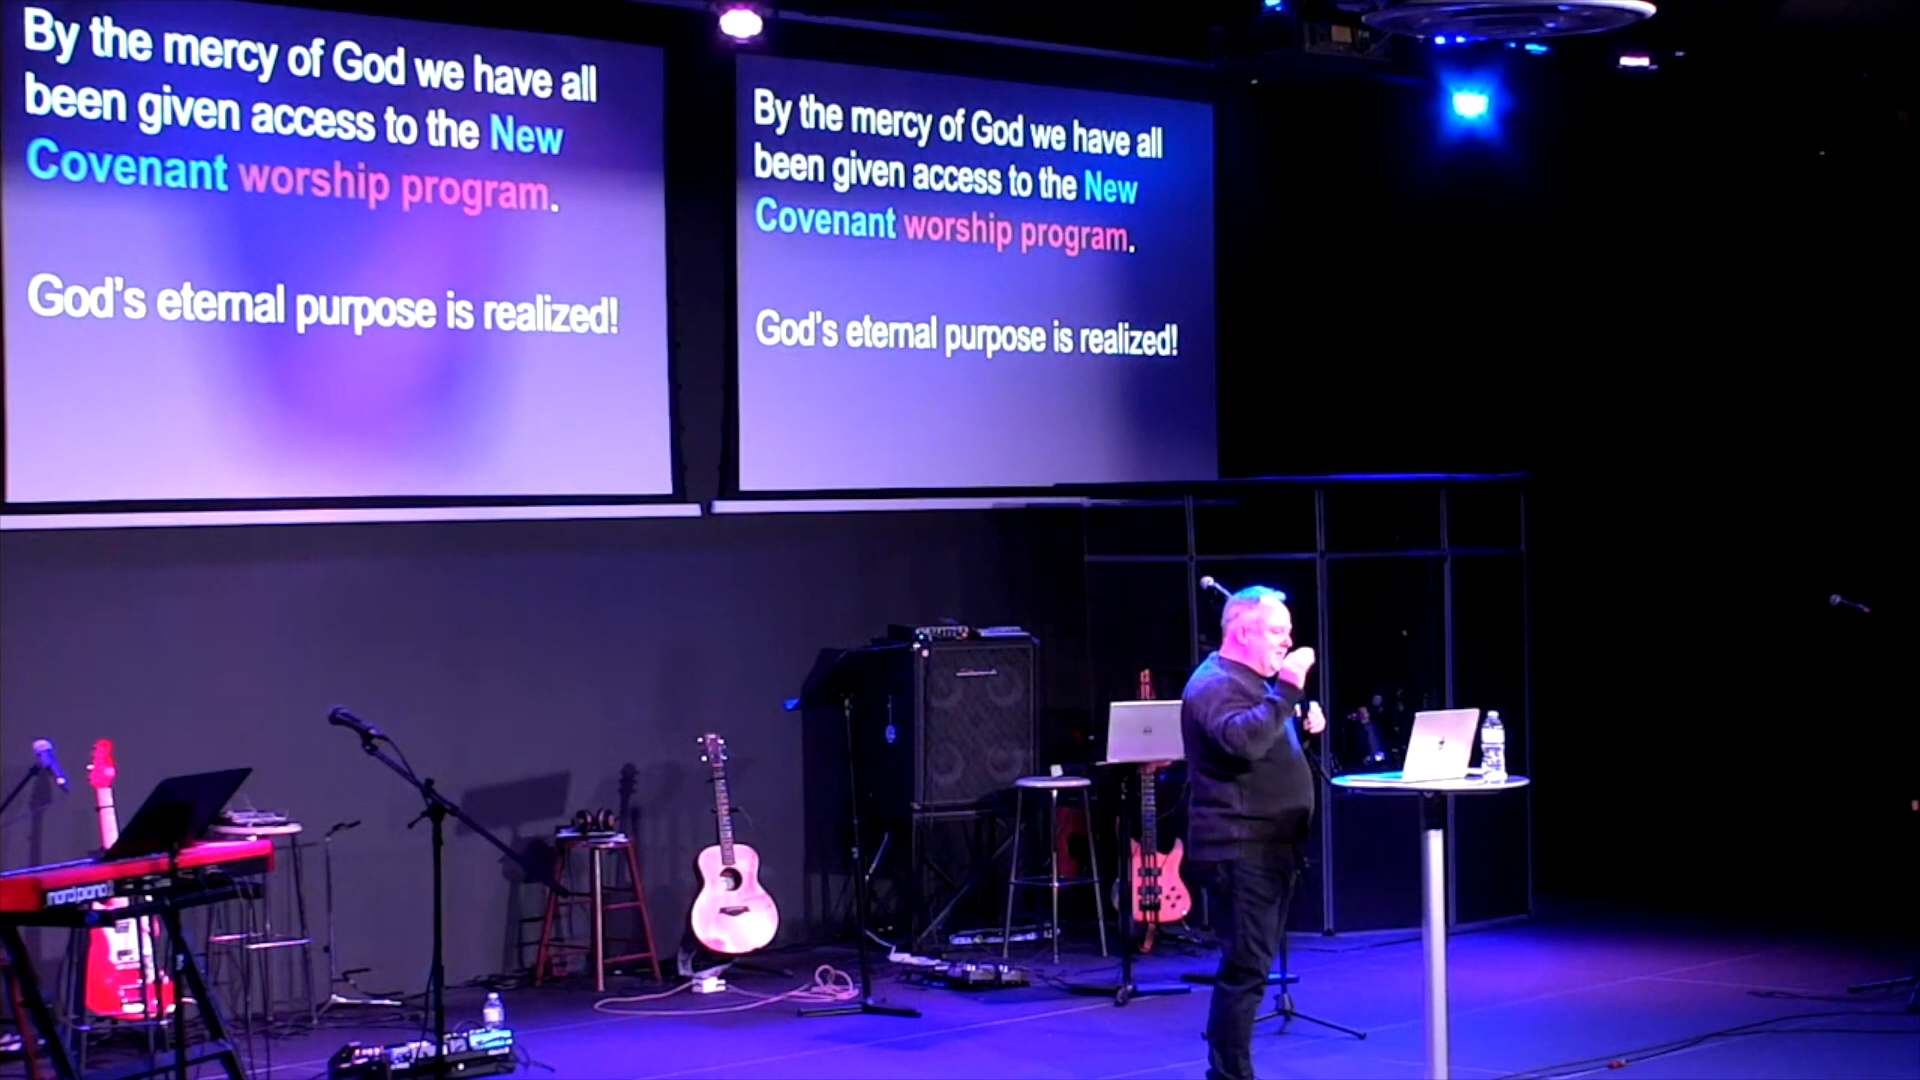 By the mercy of God we have all
been given access to the New
Covenant worship program.
God's eternal purpose is realized!
By the mercy of God we have all
been given access to the New
Covenant worship program.
God's eternal purpose is realized!
nord piano